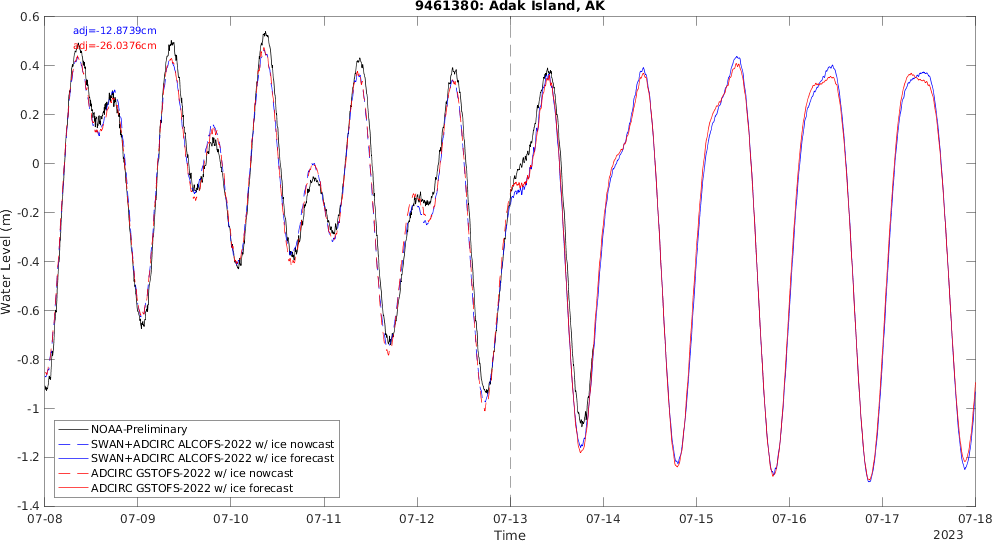 9461380: Adak Island, AK
adj=-12.8739cm
adj=-26.0376cm
0.6
0.4
0.2
0
-0.2
-0.4
-0.6
-0.8
-1
-1.2
-1.4
Water Level (m)
NOAA-Preliminary
SWAN+ADCIRC ALCOFS-2022 w/ ice nowcast
SWAN+ADCIRC ALCOFS-2022 w/ ice forecast
ADCIRC GSTOFS-2022 w/ ice nowcast
ADCIRC GSTOFS-2022 w/ ice forecast
07-08 07-09 07-10 07-11 07-12 07-13 07-14 07-15 07-16 07-17 07-18
Time
2023